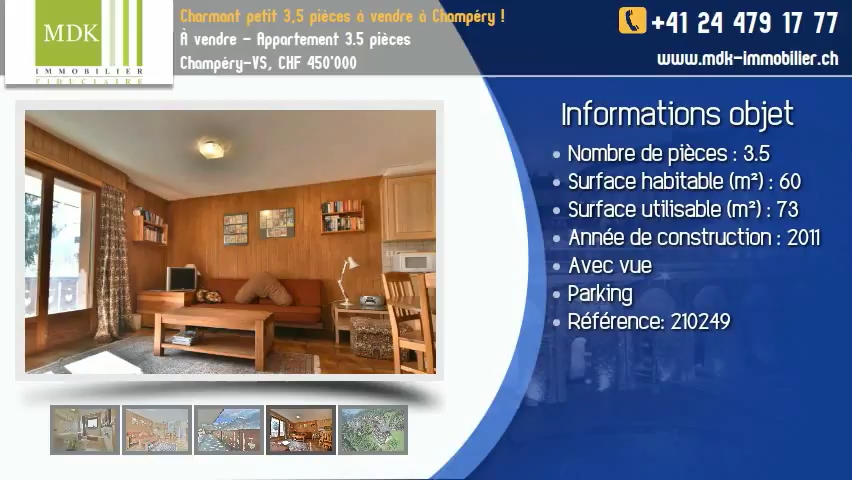 MDK
IMMOBILIER
FIDUCIAIRE
Charmant petit 3,5 pièces à vendre à Champéry !
À vendre - Appartement 3.5 pièces
Champéry-VS, CHF 450'000
+41 24 479 17 77
www.mdk-immobilier.ch
Informations objet
Nombre de pièces : 3.5
Surface habitable (m²) : 60
Surface utilisable (m²) : 73
Année de construction : 2011
Avec vue
Parking
Référence: 210249